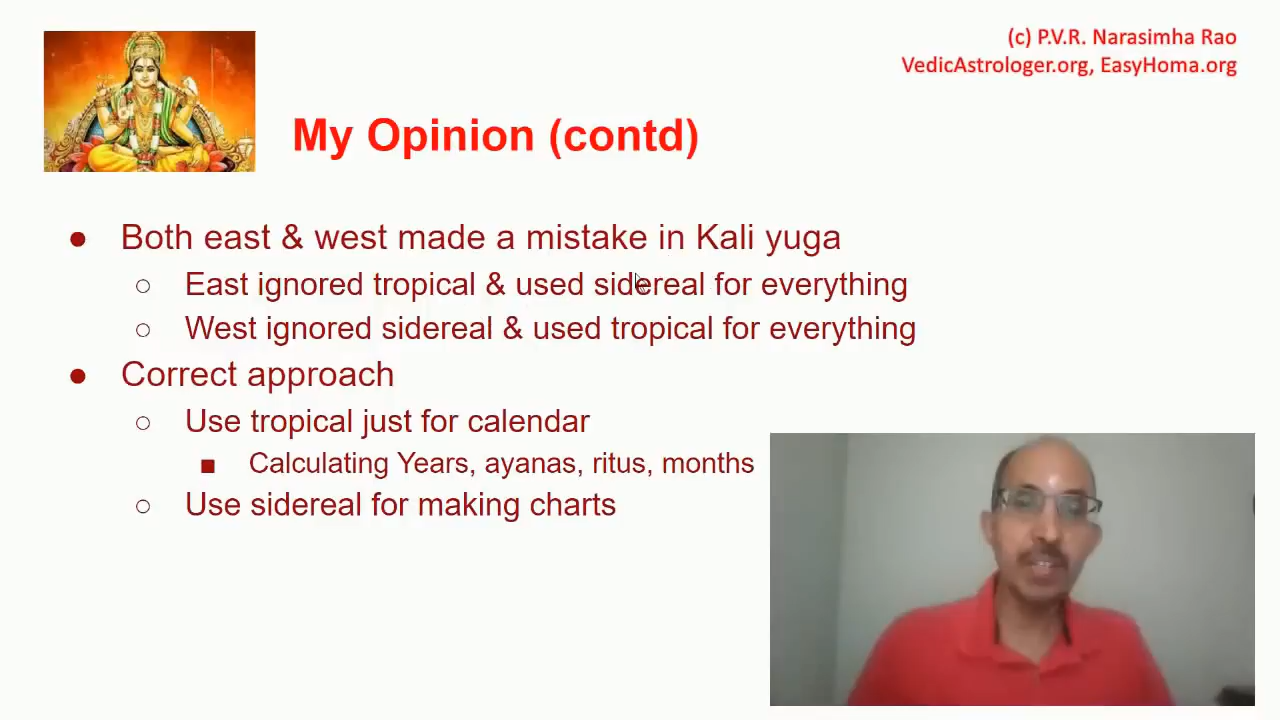 (c) P.V.R. Narasimha Rao
VedicAstrologer.org, EasyHoma.org
My Opinion (contd)
● Both east & west made a mistake in Kali yuga
○ East ignored tropical & used sidereal for everything
○ West ignored sidereal & used tropical for everything
● Correct approach
○ Use tropical just for calendar
■ Calculating Years, ayanas, ritus, months
○ Use sidereal for making charts